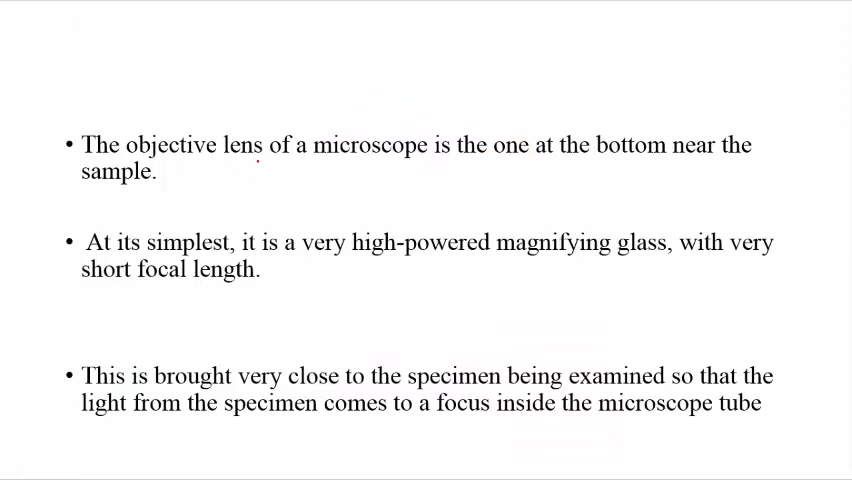 • The objective lens of a microscope is the one at the bottom near the
sample.
• At its simplest, it is a very high-powered magnifying glass, with very
short focal length.
• This is brought very close to the specimen being examined so that the
light from the specimen comes to a focus inside the microscope tube